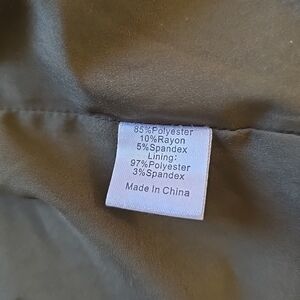 85%Polyester
10%Rayon
5%Spandex
Lining:
97%Polyester
3%Spandex
Made In China